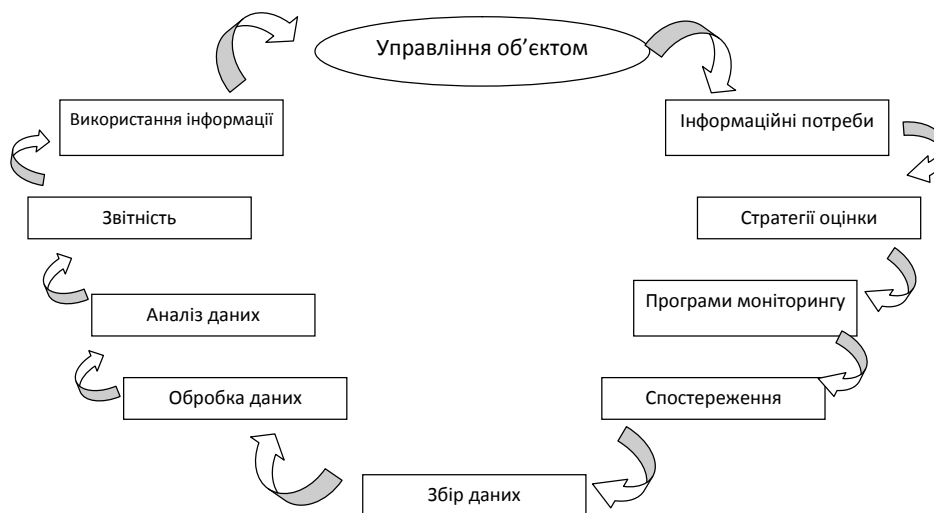 Управління об’єктом
Використання інформації
Інформаційні потреби
Звітність
Стратегії оцінки
Аналіз даних
Програми моніторингу
Обробка даних
Спостереження
Збір даних